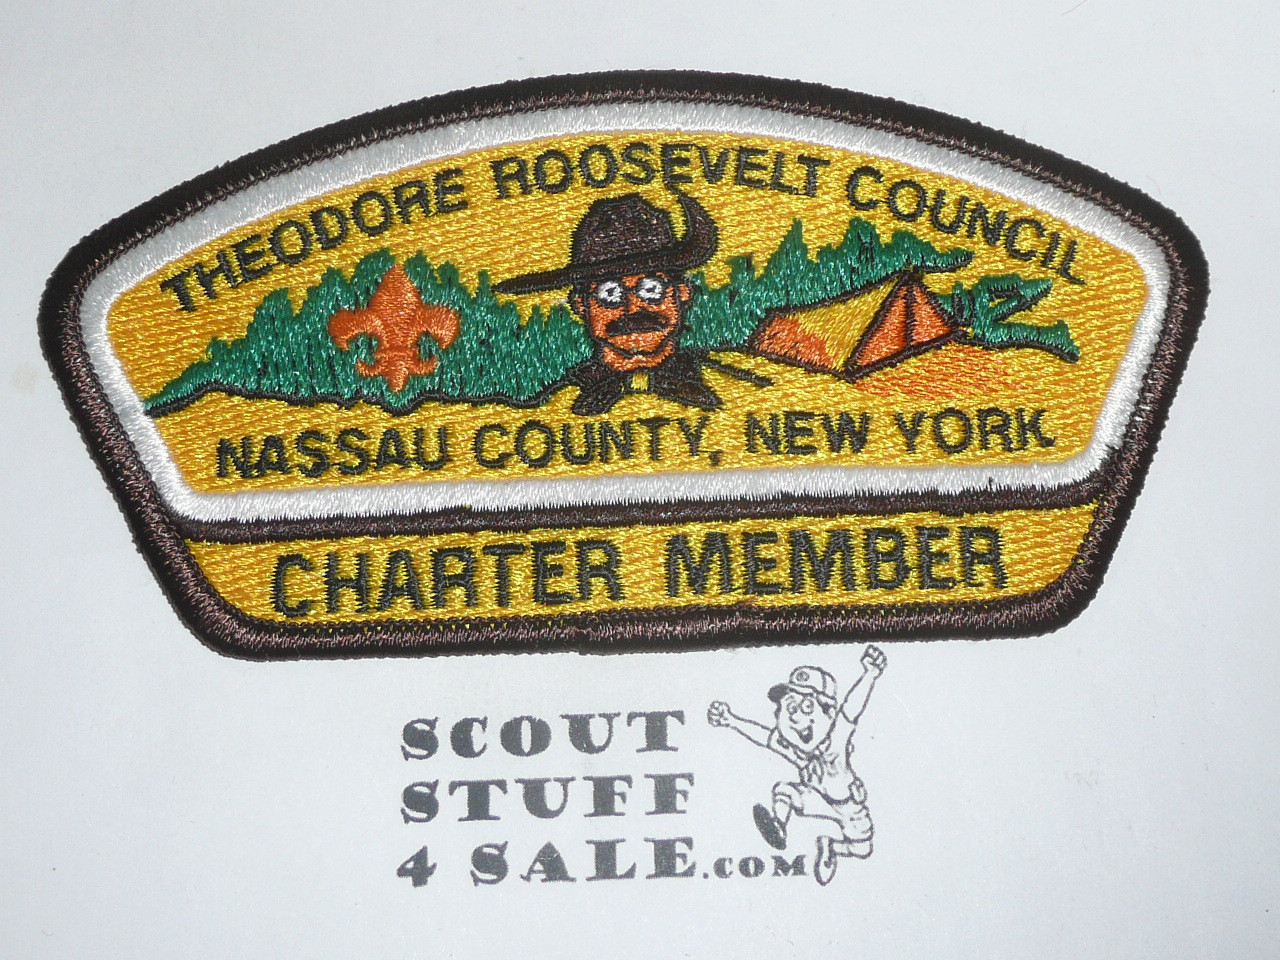 THEODORE ROOSEVELT COUNCIL
NASSAU COUNTY, NEW YORK
CHARTER MEMBER
SCOUT
STUFF
4 SALE.COM